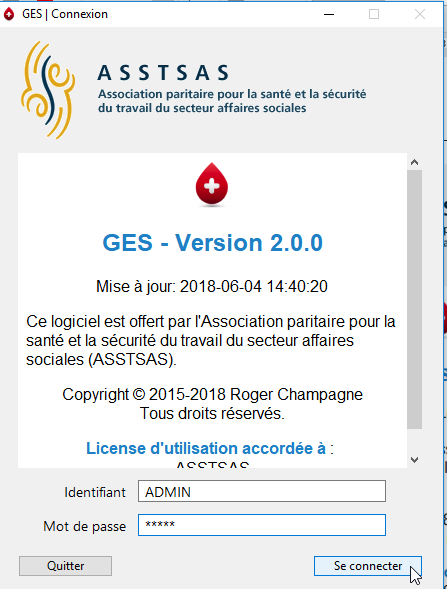 GES | Connexion
ASSTSAS
Association paritaire pour la santé et la sécurité
du travail du secteur affaires sociales
GES - Version 2.0.0
Mise à jour: 2018-06-04 14:40:20
Ce logiciel est offert par l'Association paritaire pour la
santé et la sécurité du travail du secteur affaires
sociales (ASSTSAS).
Copyright © 2015-2018 Roger Champagne
Tous droits réservés.
License d'utilisation accordée à :
ASSTSAS
Identifiant
ADMIN
Mot de passe
*****
Quitter
Se connecter